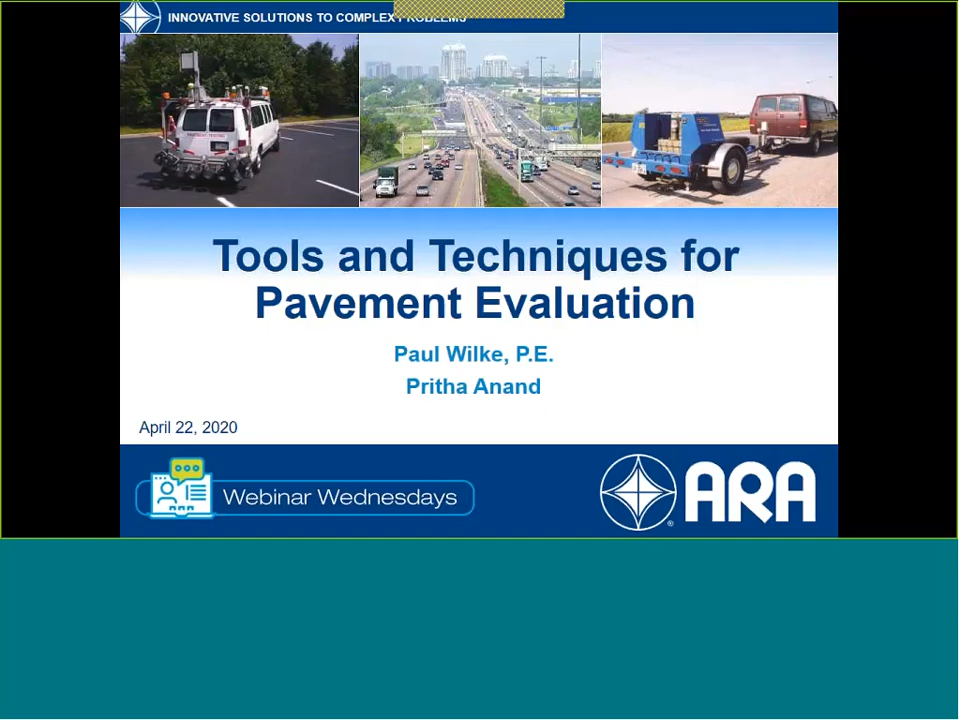 INNOVATIVE SOLUTIONS TO COMPLEX PROBLEMS
Tools and Techniques for
Pavement Evaluation
Paul Wilke, P.E.
Pritha Anand
April 22, 2020
Webinar Wednesdays
ARA
®